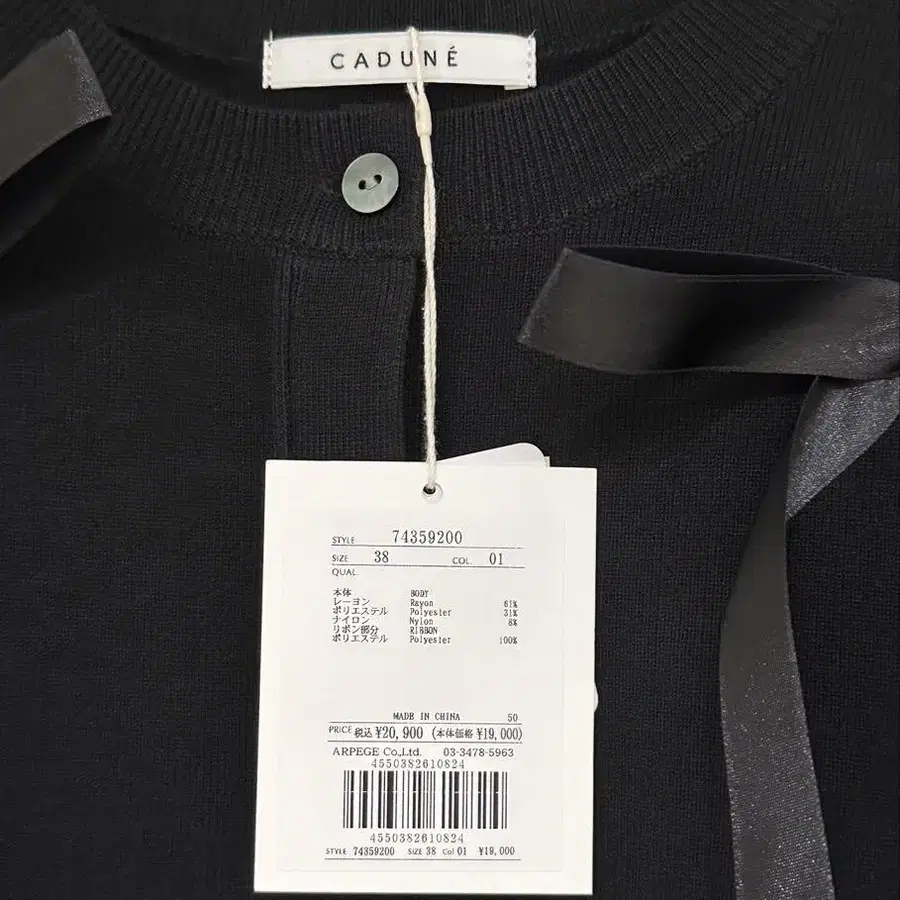 CADUNÉ
STYLE 74359200
SIZE 38 COL. 01
QUAL.
本体 BODY
レーヨン Rayon 61%
ポリエステル Polyester 31%
ナイロン Nylon 8%
リボン部分 RIBBON
ポリエステル Polyester 100%
MADE IN CHINA 50
PRICE 税込 ¥20,900 (本体価格 ¥19,000)
ARPEGE Co.,Ltd. 03-3478-5963
4550382610824
4550382610824
STYLE 74359200 SIZE 38 Col 01 ¥19,000